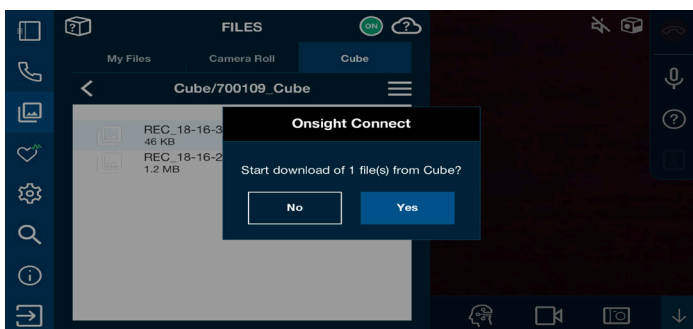 FILES
ON
My Files
Camera Roll
Cube
Cube/700109_Cube
REC_18-16-3
46 KB
REC_18-16-2
1.2 MB
Onsight Connect
Start download of 1 file(s) from Cube?
No
Yes